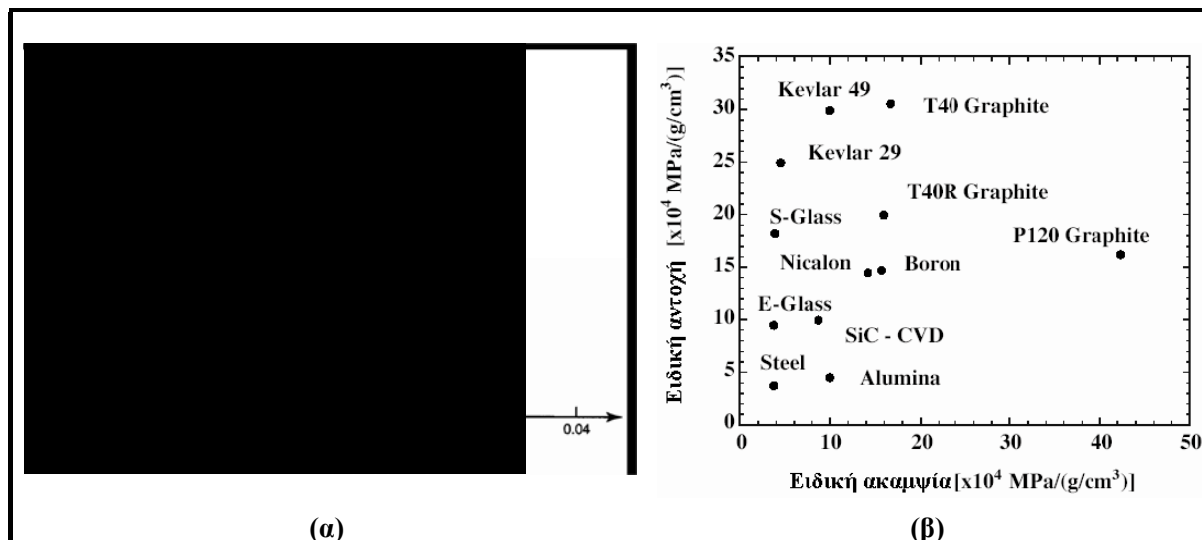 0.04
(α)
Ειδική αντοχή [x10⁴ MPa/(g/cm³)]
35
30
25
20
15
10
5
0
Kevlar 49
T40 Graphite
Kevlar 29
T40R Graphite
S-Glass
P120 Graphite
Nicalon
Boron
E-Glass
SiC - CVD
Steel
Alumina
0 10 20 30 40 50
Ειδική ακαμψία [x10⁴ MPa/(g/cm³)]
(β)